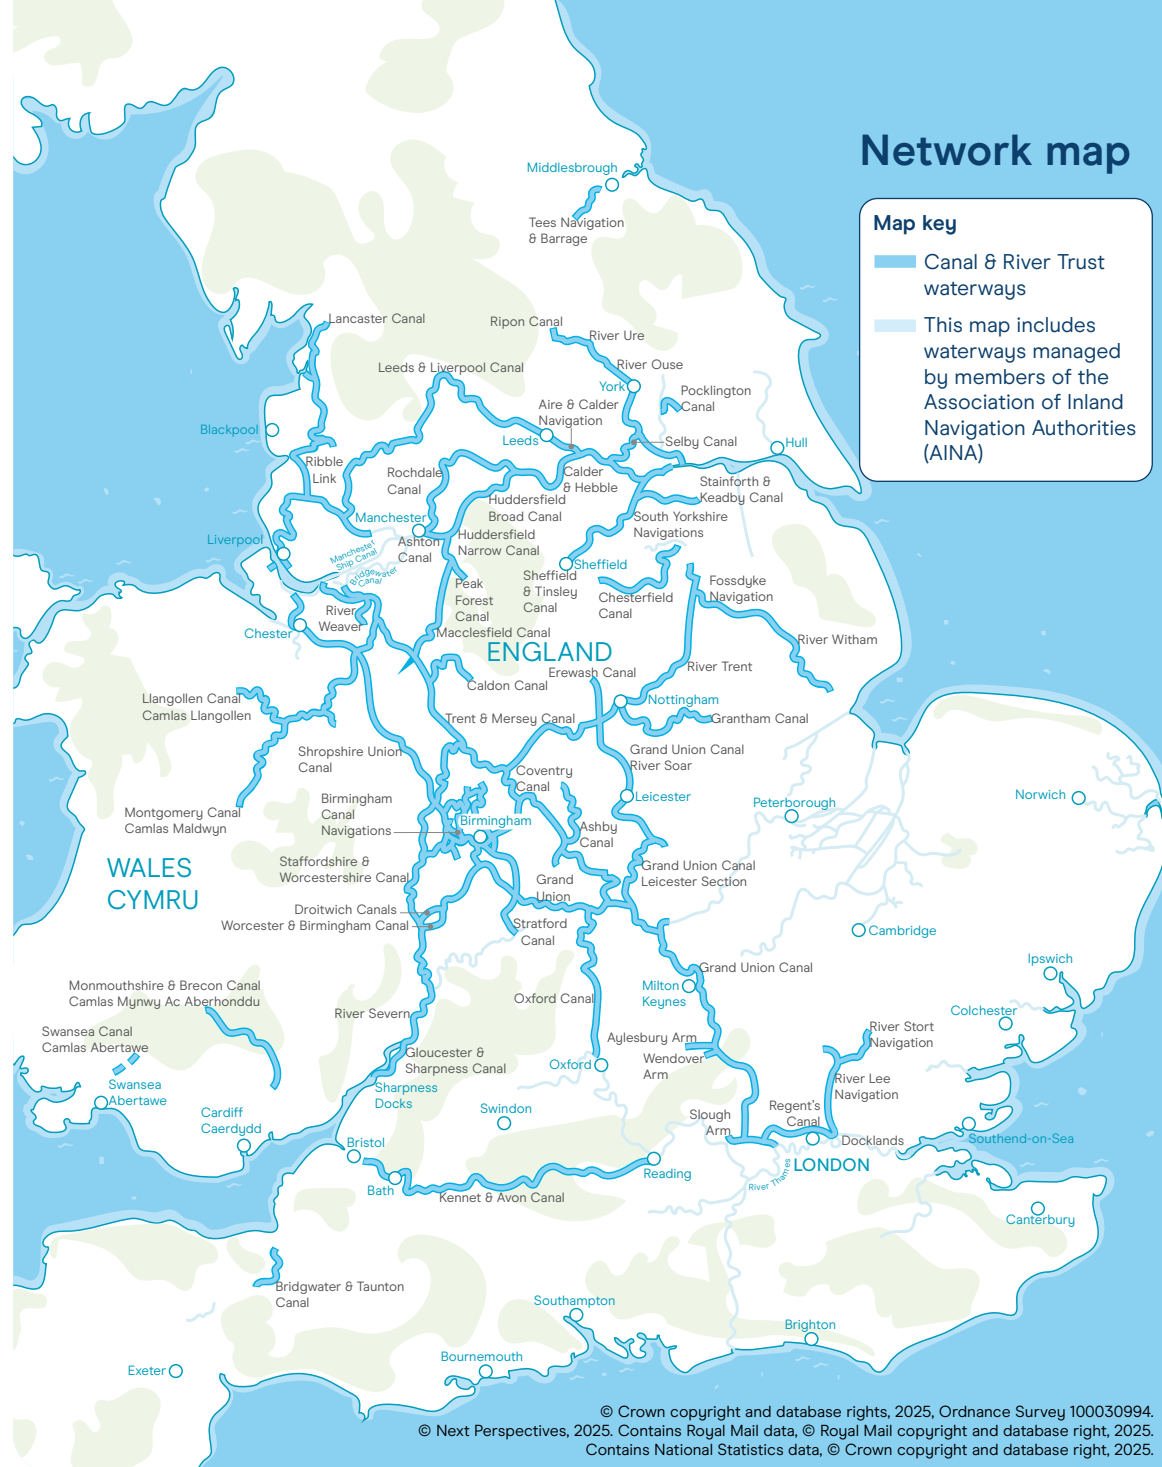 Network map
Map key
Canal & River Trust
waterways
This map includes
waterways managed
by members of the
Association of Inland
Navigation Authorities
(AINA)
Middlesbrough
Tees Navigation
& Barrage
Lancaster Canal
Ripon Canal
River Ure
Leeds & Liverpool Canal
River Ouse
York
Pocklington
Canal
Aire & Calder
Navigation
Blackpool
Leeds
Selby Canal
Hull
Ribble
Link
Rochdale
Canal
Calder
& Hebble
Stainforth &
Keadby Canal
Huddersfield
Broad Canal
Manchester
South Yorkshire
Navigations
Liverpool
Manchester
Ship Canal
Ashton
Canal
Huddersfield
Narrow Canal
Bridgewater
Canal
Sheffield
Peak
Forest
Canal
Sheffield
& Tinsley
Canal
Chesterfield
Canal
Fossdyke
Navigation
River
Weaver
Chester
Macclesfield Canal
River Witham
ENGLAND
Erewash Canal
River Trent
Caldon Canal
Llangollen Canal
Camlas Llangollen
Nottingham
Trent & Mersey Canal
Grantham Canal
Shropshire Union
Canal
Grand Union Canal
River Soar
Coventry
Canal
Montgomery Canal
Camlas Maldwyn
Birmingham
Canal
Navigations
Leicester
Peterborough
Norwich
Birmingham
Ashby
Canal
WALES
CYMRU
Staffordshire &
Worcestershire Canal
Grand Union Canal
Leicester Section
Grand
Union
Droitwich Canals
Worcester & Birmingham Canal
Stratford
Canal
Cambridge
Ipswich
Grand Union Canal
Monmouthshire & Brecon Canal
Camlas Mynwy Ac Aberhonddu
Milton
Keynes
Oxford Canal
River Severn
Colchester
Swansea Canal
Camlas Abertawe
River Stort
Navigation
Aylesbury Arm
Gloucester &
Sharpness Canal
Wendover
Arm
Oxford
Swansea
Abertawe
Sharpness
Docks
River Lee
Navigation
Cardiff
Caerdydd
Swindon
Slough
Arm
Regent's
Canal
Bristol
Docklands
Southend-on-Sea
LONDON
River Thames
Reading
Bath
Kennet & Avon Canal
Canterbury
Bridgwater & Taunton
Canal
Southampton
Brighton
Bournemouth
Exeter
© Crown copyright and database rights, 2025, Ordnance Survey 100030994.
© Next Perspectives, 2025. Contains Royal Mail data, © Royal Mail copyright and database right, 2025.
Contains National Statistics data, © Crown copyright and database right, 2025.